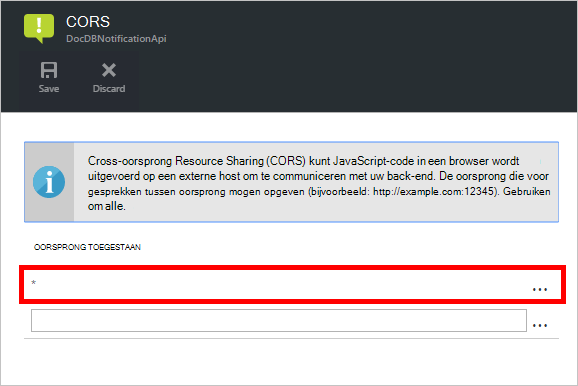 CORS
DocDBNotificationApi
Save Discard
Cross-oorsprong Resource Sharing (CORS) kunt JavaScript-code in een browser wordt
uitgevoerd op een externe host om te communiceren met uw back-end. De oorsprong die voor
gesprekken tussen oorsprong mogen opgeven (bijvoorbeeld: http://example.com:12345). Gebruiken
om alle.
OORSPRONG TOEGESTAAN
* ...
...